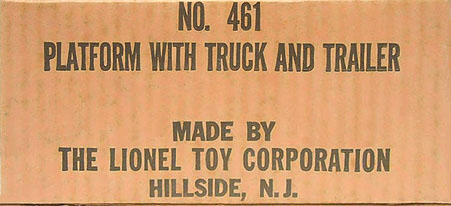 NO. 461
PLATFORM WITH TRUCK AND TRAILER
MADE BY
THE LIONEL TOY CORPORATION
HILLSIDE, N.J.